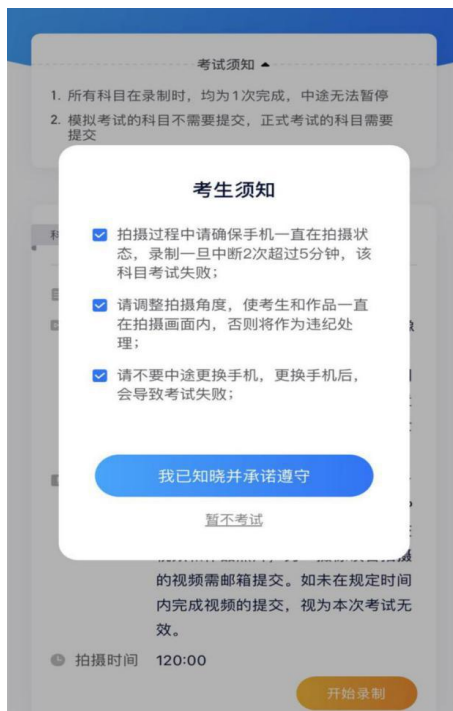 考试须知
1. 所有科目在录制时，均为1次完成，中途无法暂停
2. 模拟考试的科目不需要提交，正式考试的科目需要
提交
考生须知
拍摄过程中请确保手机一直在拍摄状
态，录制一旦中断2次超过5分钟，该
科目考试失败；
请调整拍摄角度，使考生和作品一直
在拍摄画面内，否则将作为违纪处
理；
请不要中途更换手机，更换手机后，
会导致考试失败；
我已知晓并承诺遵守
暂不考试
的视频需邮箱提交。如未在规定时间
内完成视频的提交，视为本次考试无
效。
拍摄时间 120:00
开始录制